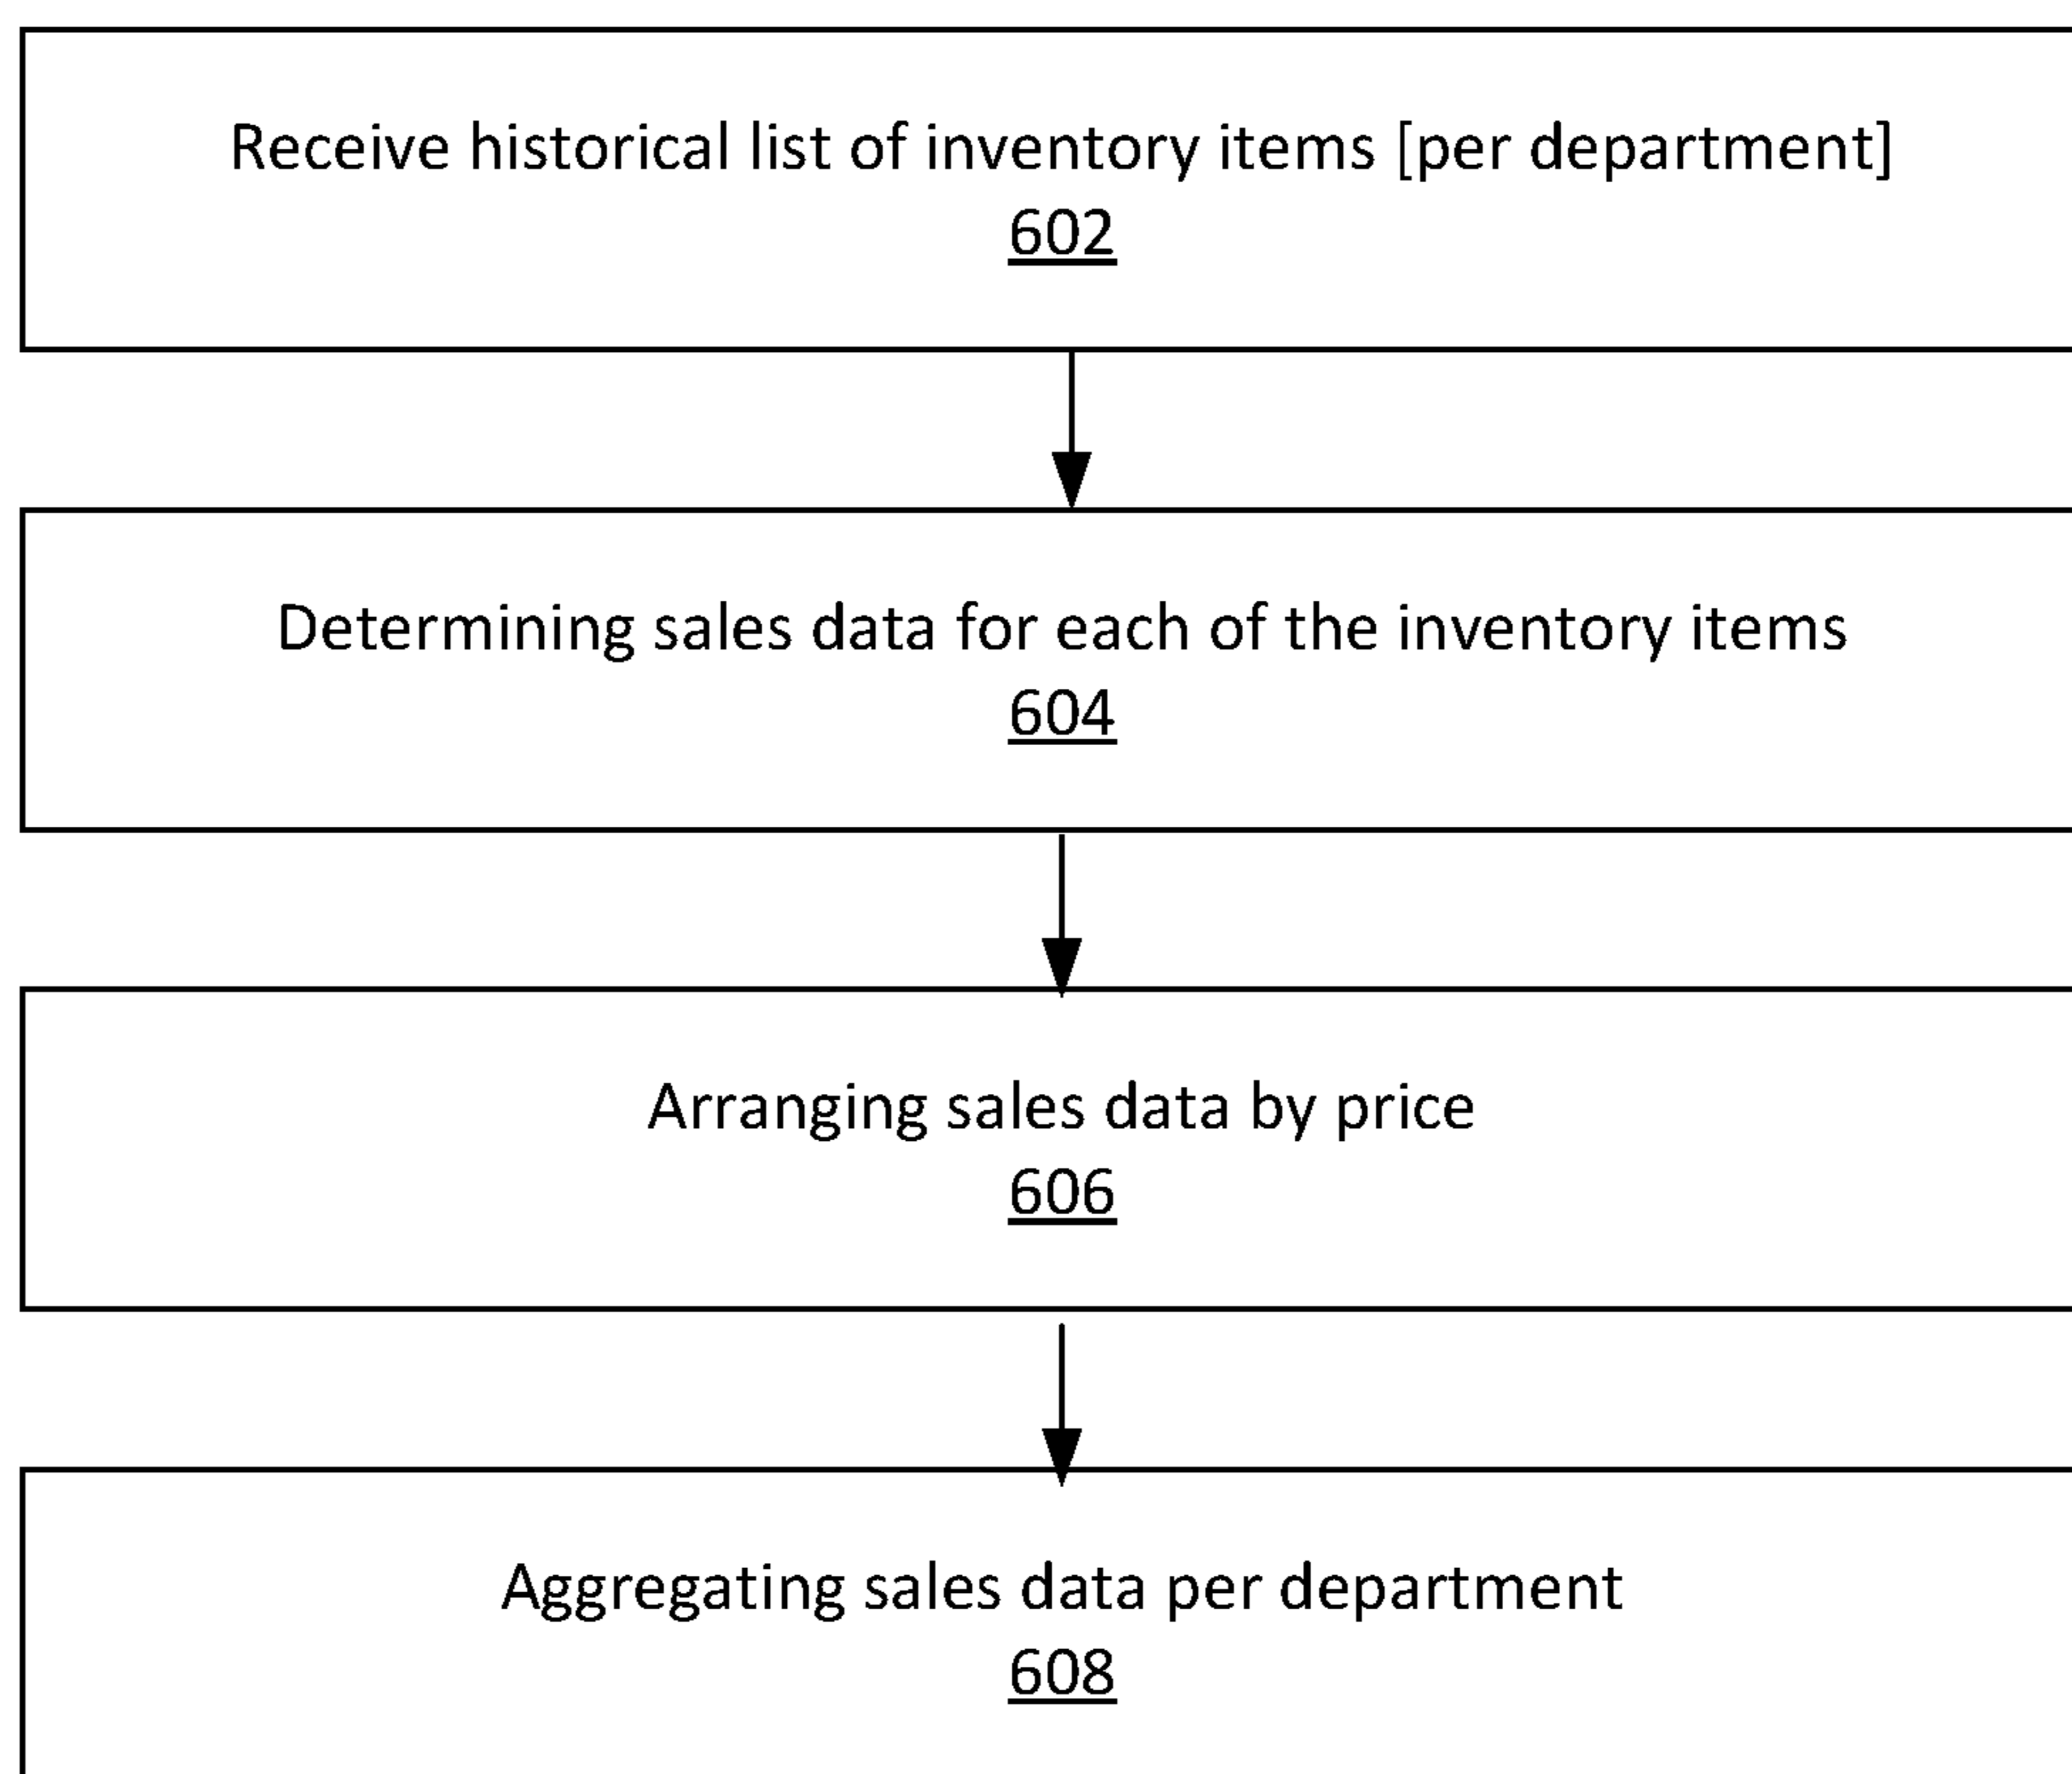 Receive historical list of inventory items [per department]
602
Determining sales data for each of the inventory items
604
Arranging sales data by price
606
Aggregating sales data per department
608